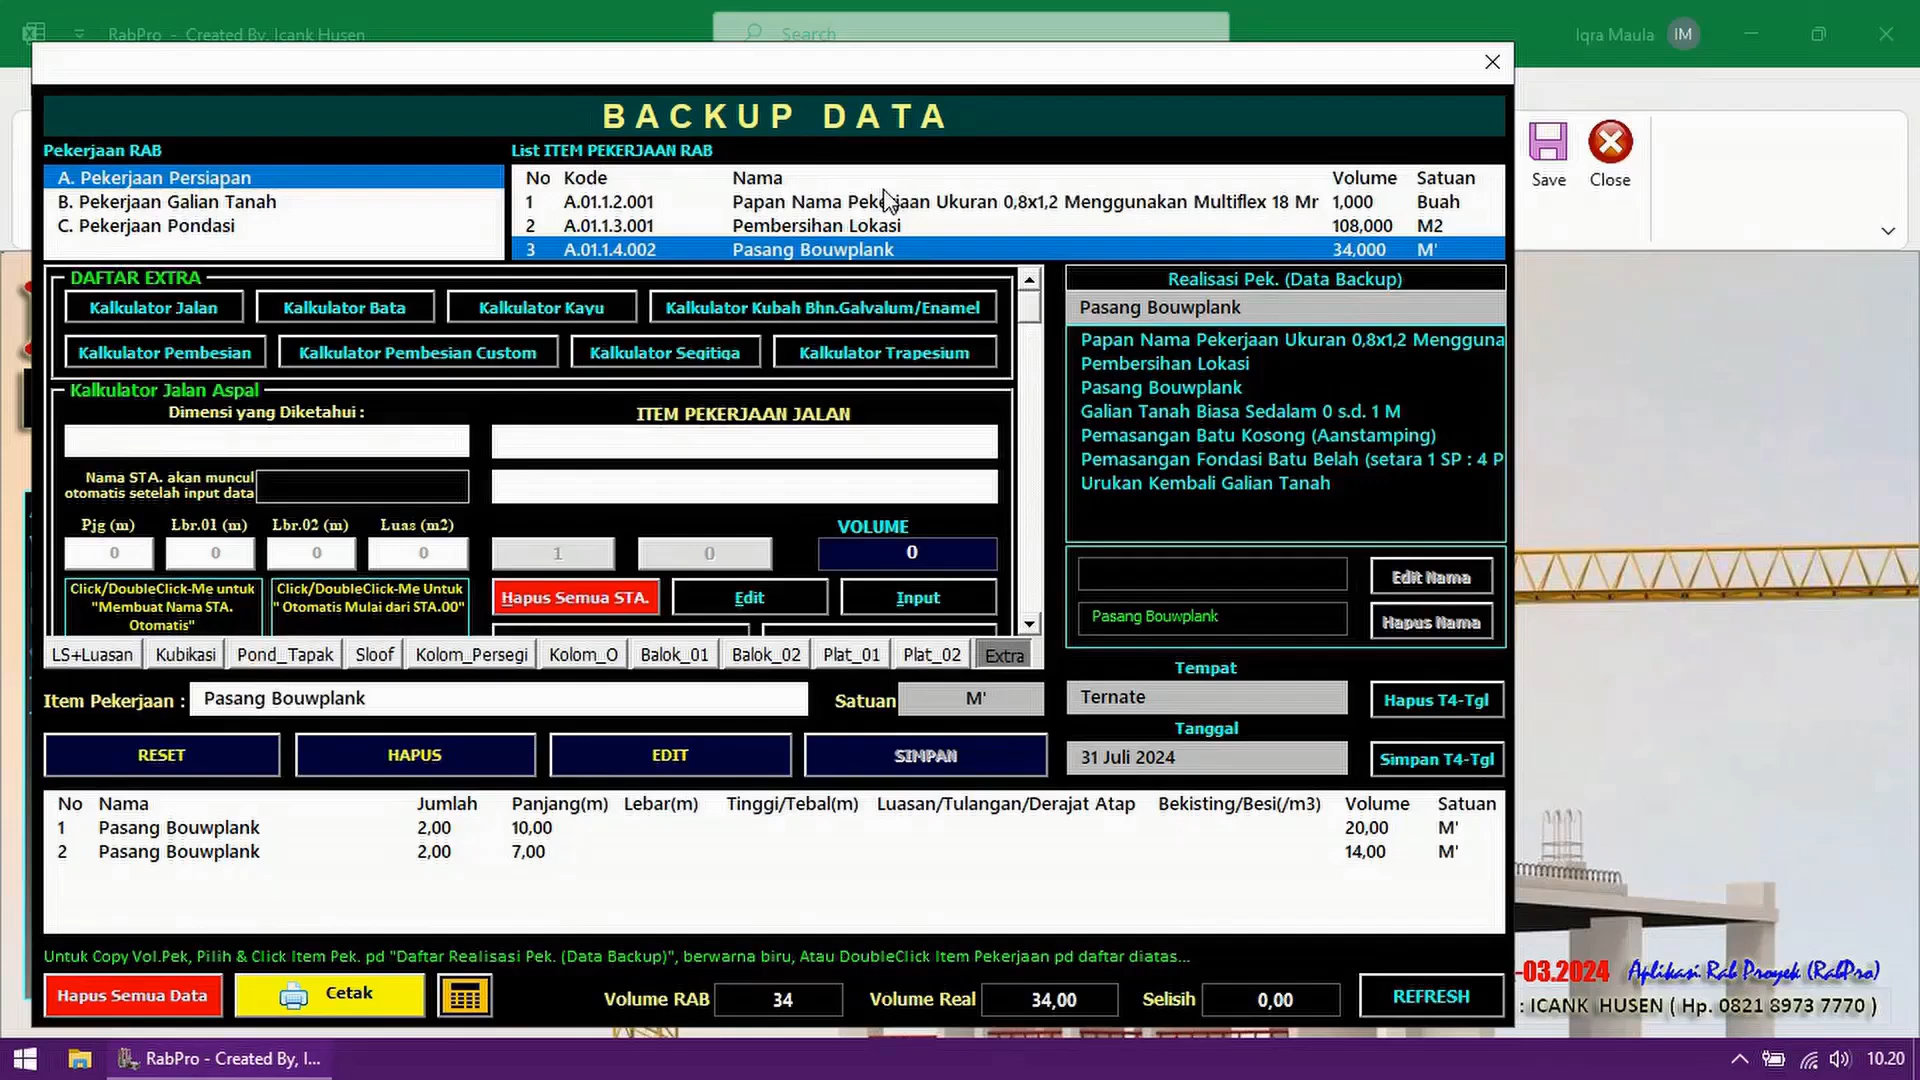 RabPro - Created By, Icank Husen
Search
Iqra Maula IM
BACKUP DATA
Pekerjaan RAB
List ITEM PEKERJAAN RAB
A. Pekerjaan Persiapan
B. Pekerjaan Galian Tanah
C. Pekerjaan Pondasi
No Kode Nama Volume Satuan
1 A.01.1.2.001 Papan Nama Pekerjaan Ukuran 0,8x1,2 Menggunakan Multiflex 18 Mr 1,000 Buah
2 A.01.1.3.001 Pembersihan Lokasi 108,000 M2
3 A.01.1.4.002 Pasang Bouwplank 34,000 M'
Save
Close
DAFTAR EXTRA
Kalkulator Jalan
Kalkulator Bata
Kalkulator Kayu
Kalkulator Kubah Bhn.Galvalum/Enamel
Kalkulator Pembesian
Kalkulator Pembesian Custom
Kalkulator Segitiga
Kalkulator Trapesium
Kalkulator Jalan Aspal
Dimensi yang Diketahui :
ITEM PEKERJAAN JALAN
Nama STA. akan muncul
otomatis setelah input data
Pjg (m) Lbr.01 (m) Lbr.02 (m) Luas (m2)
VOLUME
0 0 0 0 1 0 0
Click/DoubleClick-Me untuk
"Membuat Nama STA.
Otomatis"
Click/DoubleClick-Me Untuk
" Otomatis Mulai dari STA.00"
Hapus Semua STA.
Edit
Input
LS+Luasan Kubikasi Pond_Tapak Sloof Kolom_Persegi Kolom_O Balok_01 Balok_02 Plat_01 Plat_02 Extra
Realisasi Pek. (Data Backup)
Pasang Bouwplank
Papan Nama Pekerjaan Ukuran 0,8x1,2 Mengguna
Pembersihan Lokasi
Pasang Bouwplank
Galian Tanah Biasa Sedalam 0 s.d. 1 M
Pemasangan Batu Kosong (Aanstamping)
Pemasangan Fondasi Batu Belah (setara 1 SP : 4 P
Urukan Kembali Galian Tanah
Edit Nama
Pasang Bouwplank
Hapus Nama
Tempat
Ternate
Hapus T4-Tgl
Tanggal
31 Juli 2024
Simpan T4-Tgl
Item Pekerjaan : Pasang Bouwplank
Satuan M'
RESET
HAPUS
EDIT
SIMPAN
No Nama Jumlah Panjang(m) Lebar(m) Tinggi/Tebal(m) Luasan/Tulangan/Derajat Atap Bekisting/Besi(/m3) Volume Satuan
1 Pasang Bouwplank 2,00 10,00 20,00 M'
2 Pasang Bouwplank 2,00 7,00 14,00 M'
Untuk Copy Vol.Pek, Pilih & Click Item Pek. pd "Daftar Realisasi Pek. (Data Backup)", berwarna biru, Atau DoubleClick Item Pekerjaan pd daftar diatas...
Hapus Semua Data
Cetak
Volume RAB 34
Volume Real 34,00
Selisih 0,00
REFRESH
-03.2024 Aplikasi Rab Proyek (RabPro)
: ICANK HUSEN ( Hp. 0821 8973 7770 )
RabPro - Created By, I...
10.20